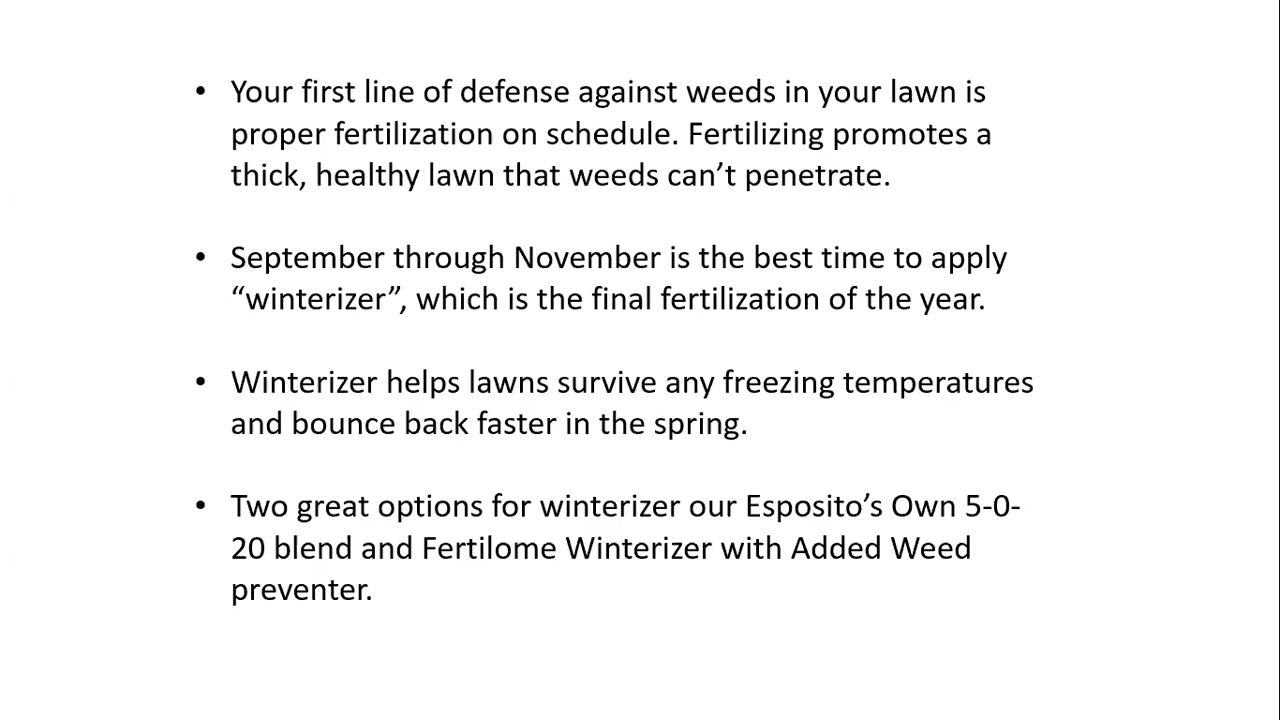 • Your first line of defense against weeds in your lawn is
proper fertilization on schedule. Fertilizing promotes a
thick, healthy lawn that weeds can’t penetrate.
• September through November is the best time to apply
“winterizer”, which is the final fertilization of the year.
• Winterizer helps lawns survive any freezing temperatures
and bounce back faster in the spring.
• Two great options for winterizer our Esposito’s Own 5-0-
20 blend and Fertilome Winterizer with Added Weed
preventer.